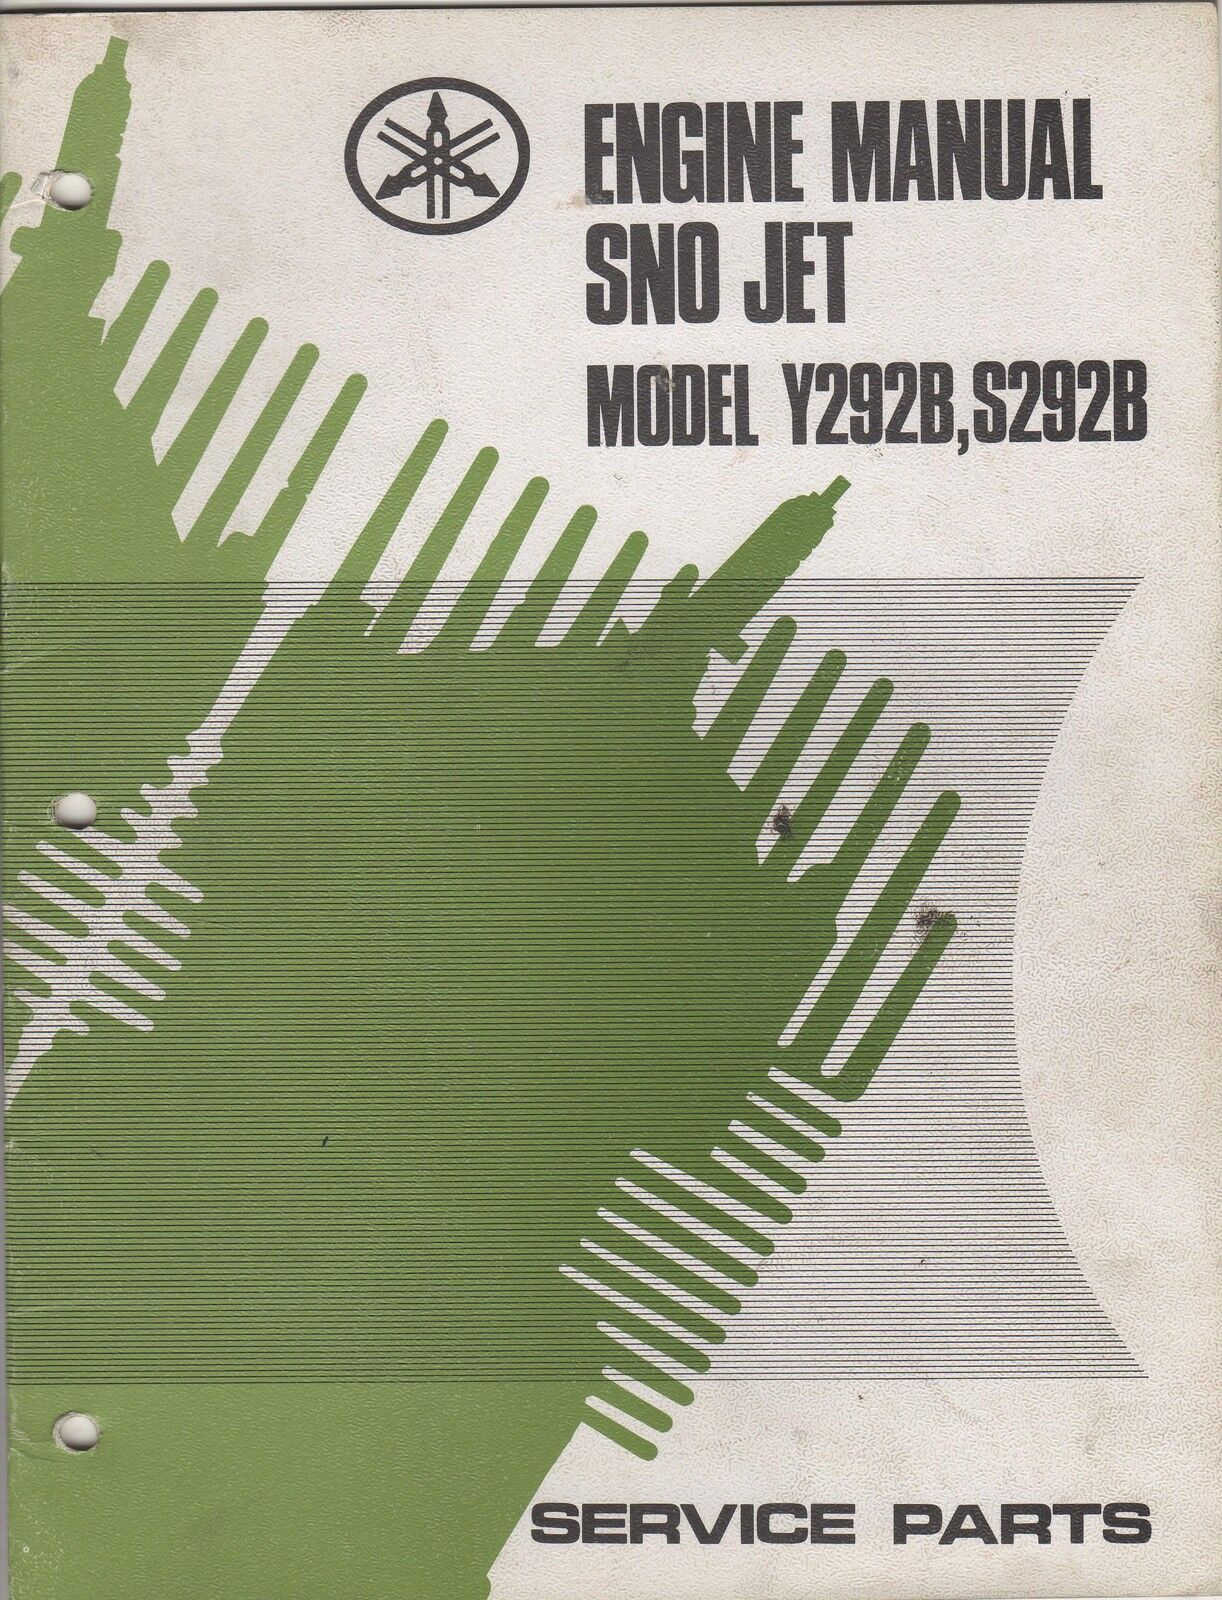 ENGINE MANUAL
SNO JET
MODEL Y292B,S292B
SERVICE PARTS